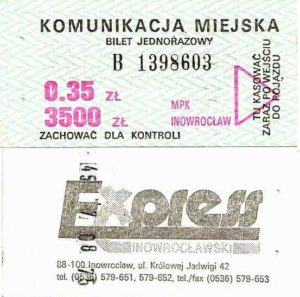 KOMUNIKACJA MIEJSKA
BILET JEDNORAZOWY
B 1398603
0.35 ZŁ
3500 ZŁ
MPK
INOWROCŁAW
ZACHOWAĆ DLA KONTROLI
TU KASOWAĆ
ZARAZ PO WEJŚCIU
DO POJAZDU
Express
INOWROCŁAWSKI
88-100 Inowrocław, ul. Królowej Jadwigi 42
tel. (0536) 579-651, 579-652, tel./fax (0536) 579-653